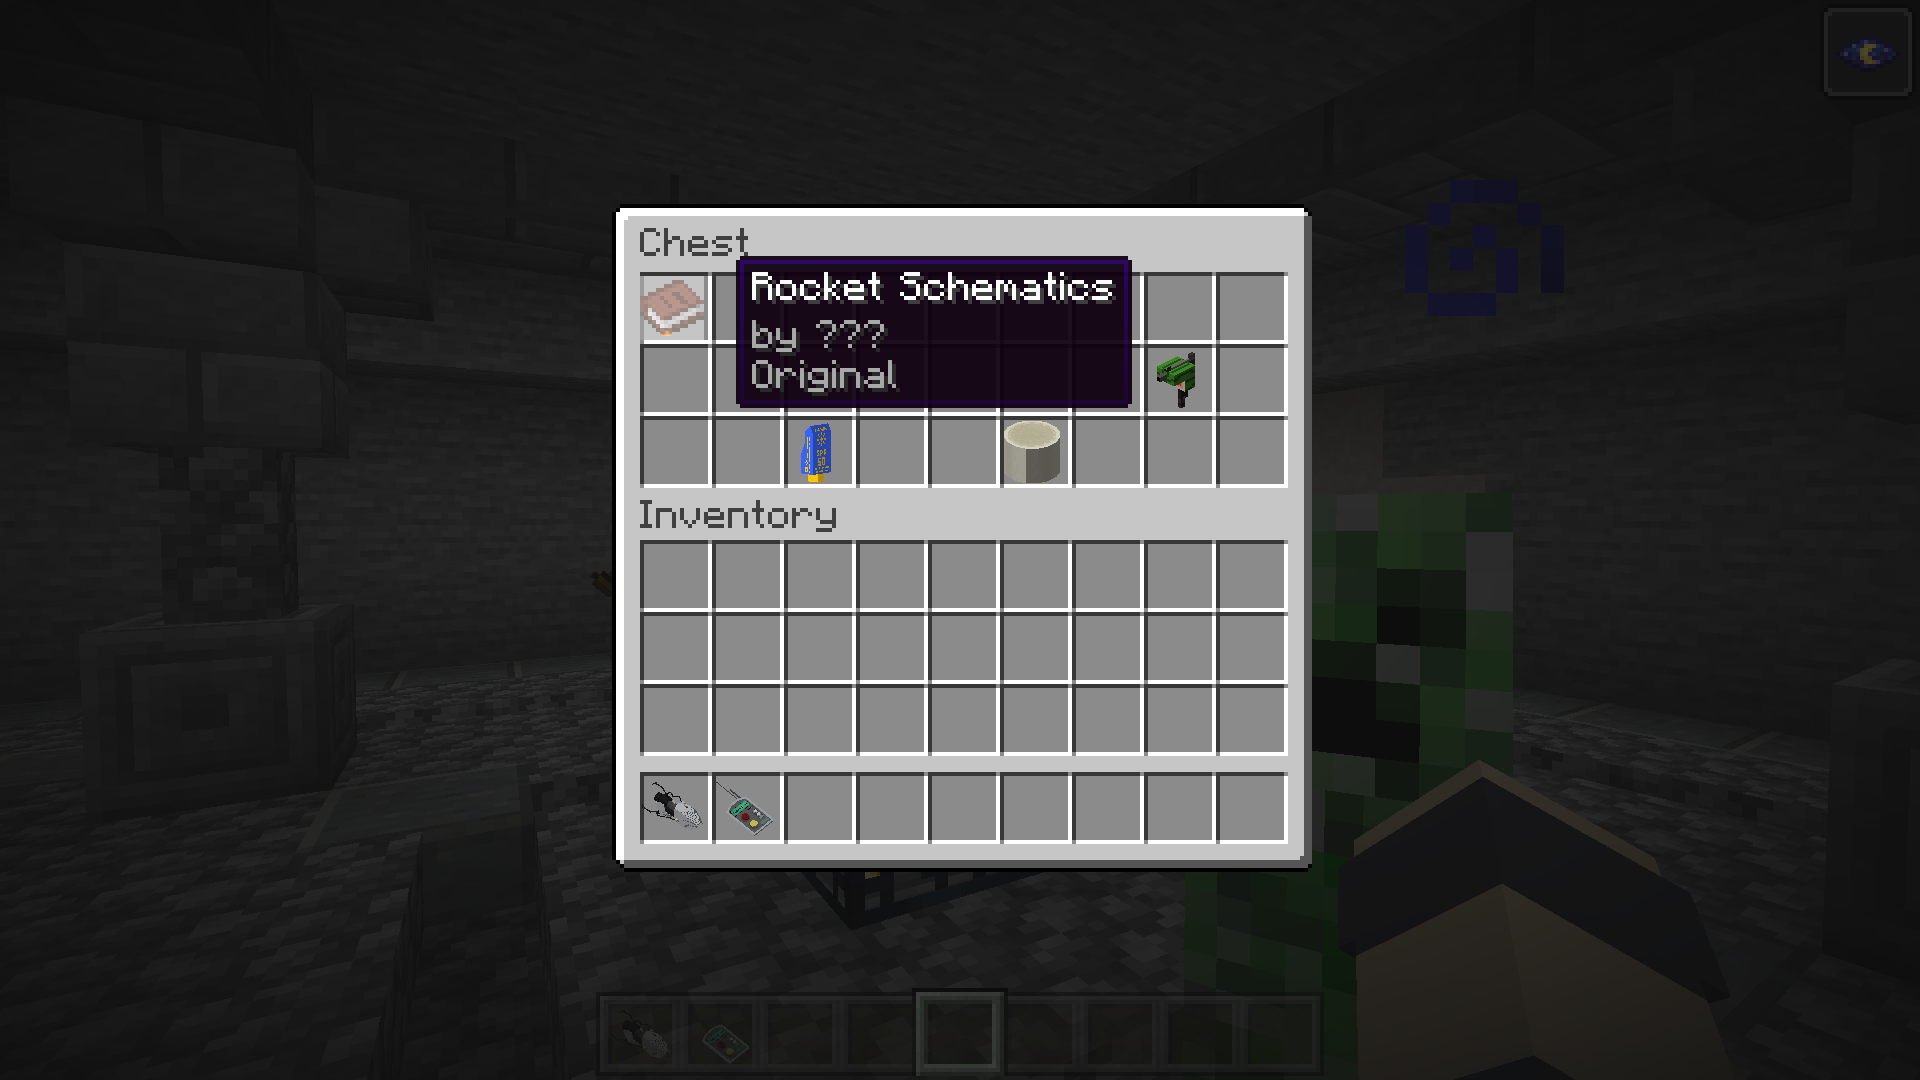 Chest
Rocket Schematics
by ???
Original
Inventory